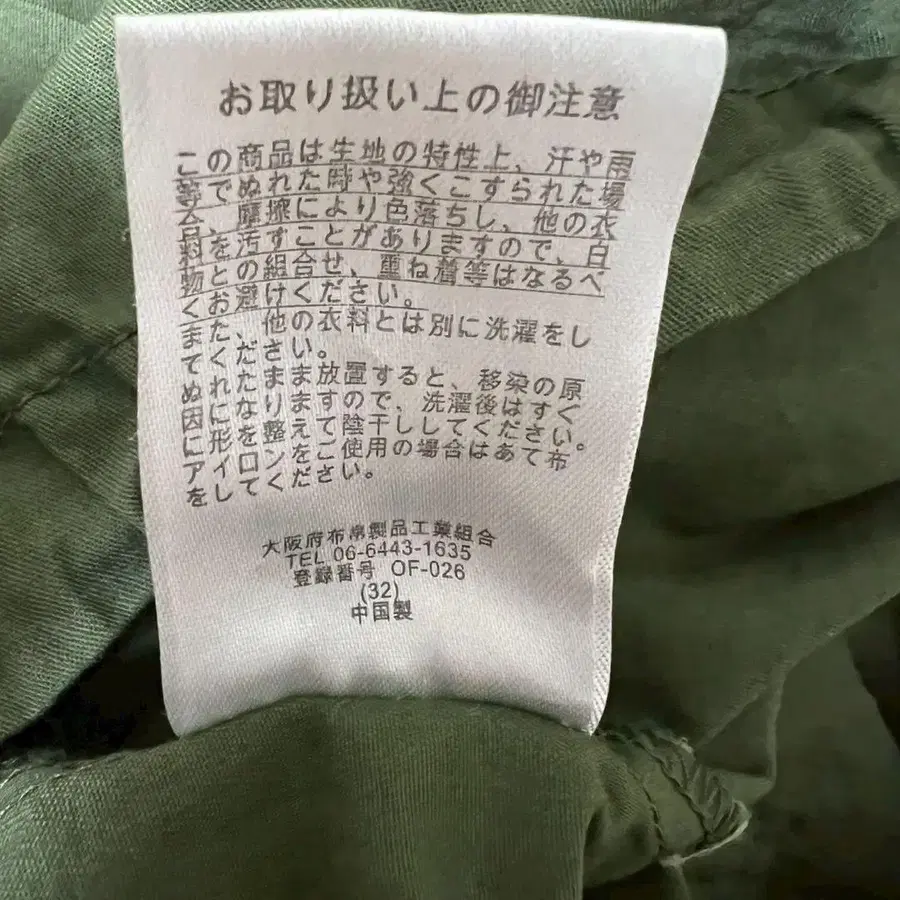 お取り扱い上の御注意
この商品は生地の特性上、汗や雨
等でぬれた時や強くこすられた場
合、摩擦により色落ちし、他の衣
料を汚すことがありますので、白
物との組合せ、重ね着等はなるべ
くお避けください。
また、他の衣料とは別に洗濯をし
てください。
ぬれたまま放置すると、移染の原
因になりますので、洗濯後はすぐ
に形を整えて陰干ししてください。
アイロンをご使用の場合はあて布
をしてください。
大阪府布帛製品工業組合
TEL 06-6443-1635
登録番号 OF-026
(32)
中国製